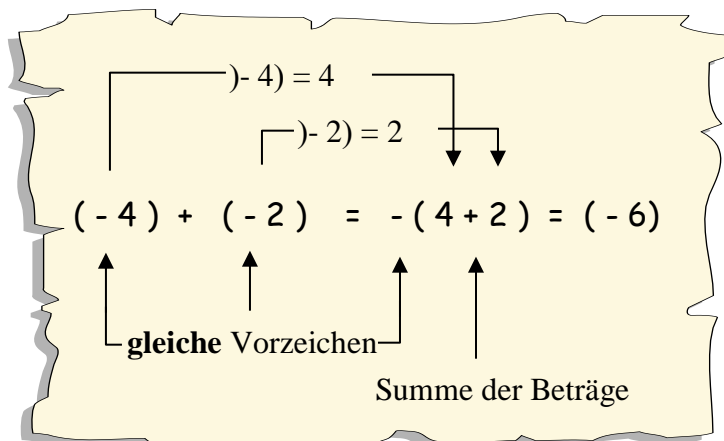 )- 4) = 4
)- 2) = 2
( - 4 ) + ( - 2 ) = - ( 4 + 2 ) = ( - 6)
gleiche Vorzeichen
Summe der Beträge